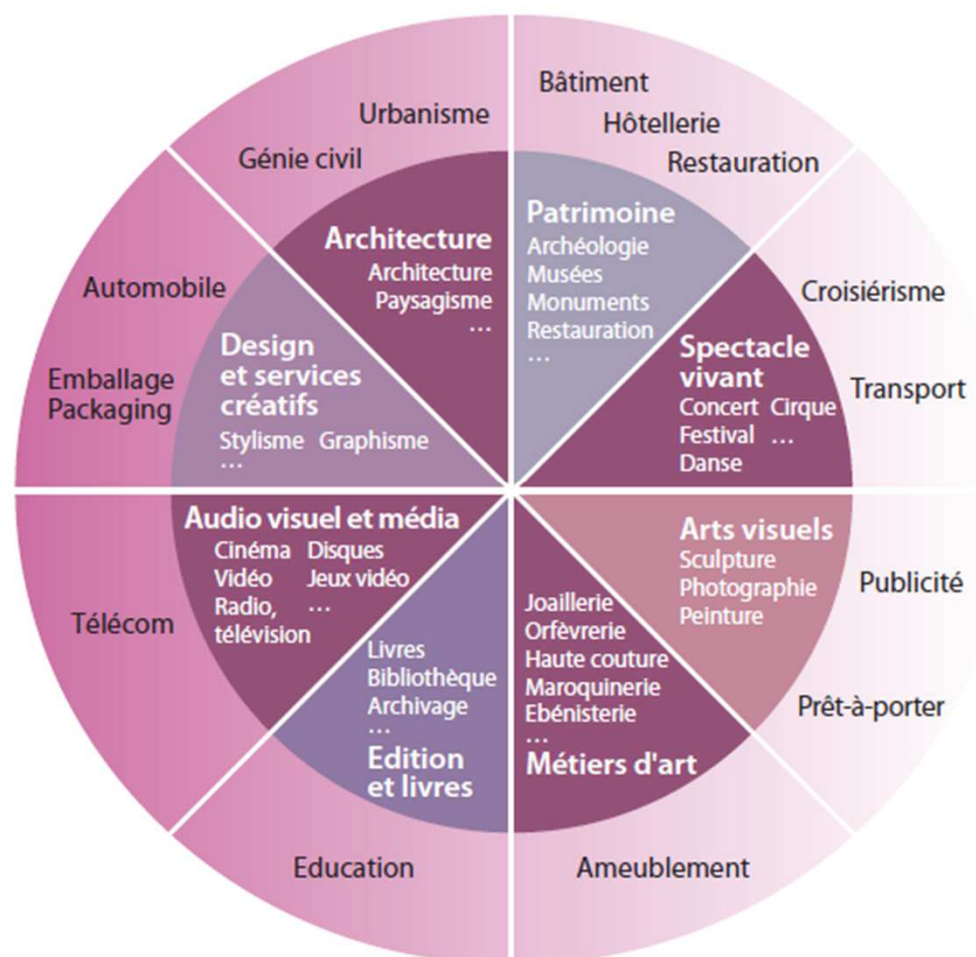 Urbanisme
Génie civil
Bâtiment
Hôtellerie
Restauration
Architecture
Architecture
Paysagisme
...
Patrimoine
Archéologie
Musées
Monuments
Restauration
...
Automobile
Emballage
Packaging
Design
et services
créatifs
Stylisme Graphisme
...
Spectacle
vivant
Concert Cirque
Festival ...
Danse
Croisiérisme
Transport
Audio visuel et média
Cinéma Disques
Vidéo Jeux vidéo
Radio, ...
télévision
Télécom
Arts visuels
Sculpture
Photographie
Peinture
Publicité
Prêt-à-porter
Livres
Bibliothèque
Archivage
...
Edition
et livres
Joaillerie
Orfèvrerie
Haute couture
Maroquinerie
Ebénisterie
...
Métiers d'art
Education
Ameublement